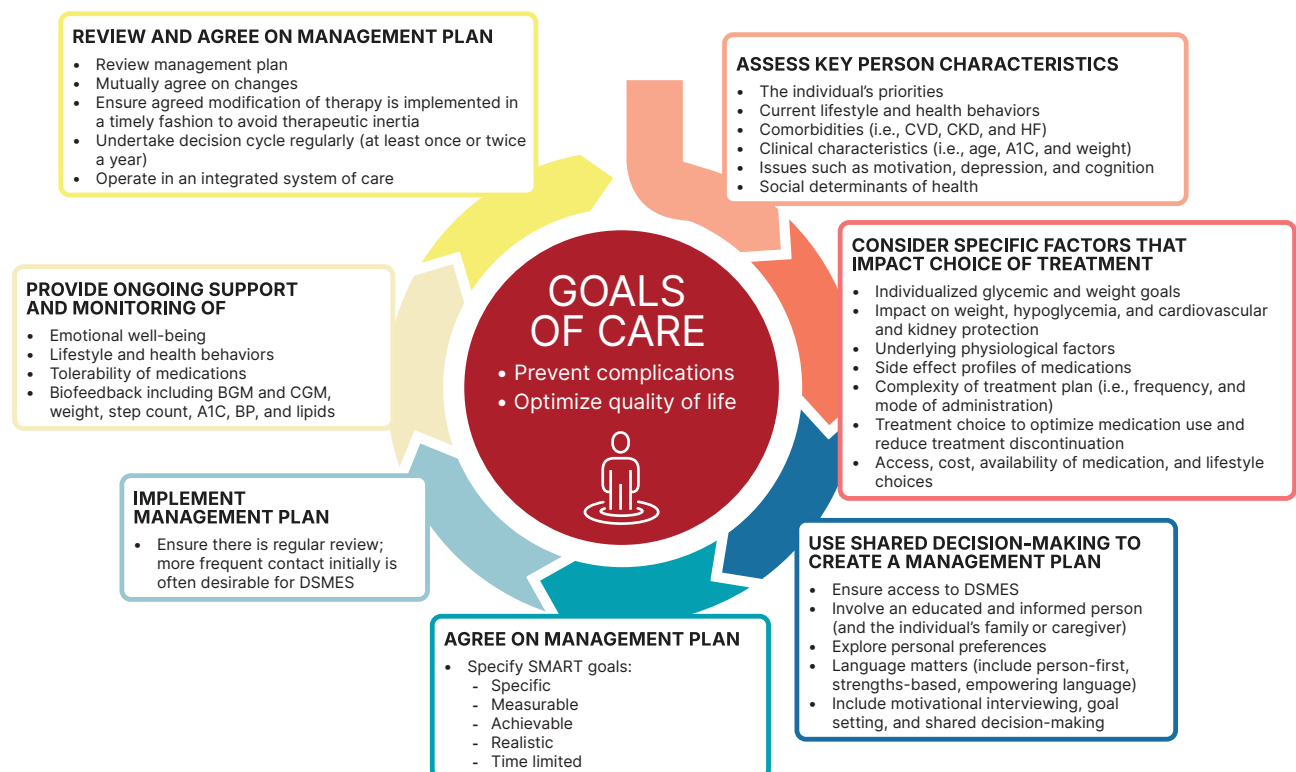 REVIEW AND AGREE ON MANAGEMENT PLAN
• Review management plan
• Mutually agree on changes
• Ensure agreed modification of therapy is implemented in
a timely fashion to avoid therapeutic inertia
• Undertake decision cycle regularly (at least once or twice
a year)
• Operate in an integrated system of care
ASSESS KEY PERSON CHARACTERISTICS
• The individual's priorities
• Current lifestyle and health behaviors
• Comorbidities (i.e., CVD, CKD, and HF)
• Clinical characteristics (i.e., age, A1C, and weight)
• Issues such as motivation, depression, and cognition
• Social determinants of health
CONSIDER SPECIFIC FACTORS THAT
IMPACT CHOICE OF TREATMENT
• Individualized glycemic and weight goals
• Impact on weight, hypoglycemia, and cardiovascular
and kidney protection
• Underlying physiological factors
• Side effect profiles of medications
• Complexity of treatment plan (i.e., frequency, and
mode of administration)
• Treatment choice to optimize medication use and
reduce treatment discontinuation
• Access, cost, availability of medication, and lifestyle
choices
USE SHARED DECISION-MAKING TO
CREATE A MANAGEMENT PLAN
• Ensure access to DSMES
• Involve an educated and informed person
(and the individual's family or caregiver)
• Explore personal preferences
• Language matters (include person-first,
strengths-based, empowering language)
• Include motivational interviewing, goal
setting, and shared decision-making
AGREE ON MANAGEMENT PLAN
• Specify SMART goals:
- Specific
- Measurable
- Achievable
- Realistic
- Time limited
IMPLEMENT
MANAGEMENT PLAN
• Ensure there is regular review;
more frequent contact initially is
often desirable for DSMES
PROVIDE ONGOING SUPPORT
AND MONITORING OF
• Emotional well-being
• Lifestyle and health behaviors
• Tolerability of medications
• Biofeedback including BGM and CGM,
weight, step count, A1C, BP, and lipids
GOALS
OF CARE
• Prevent complications
• Optimize quality of life